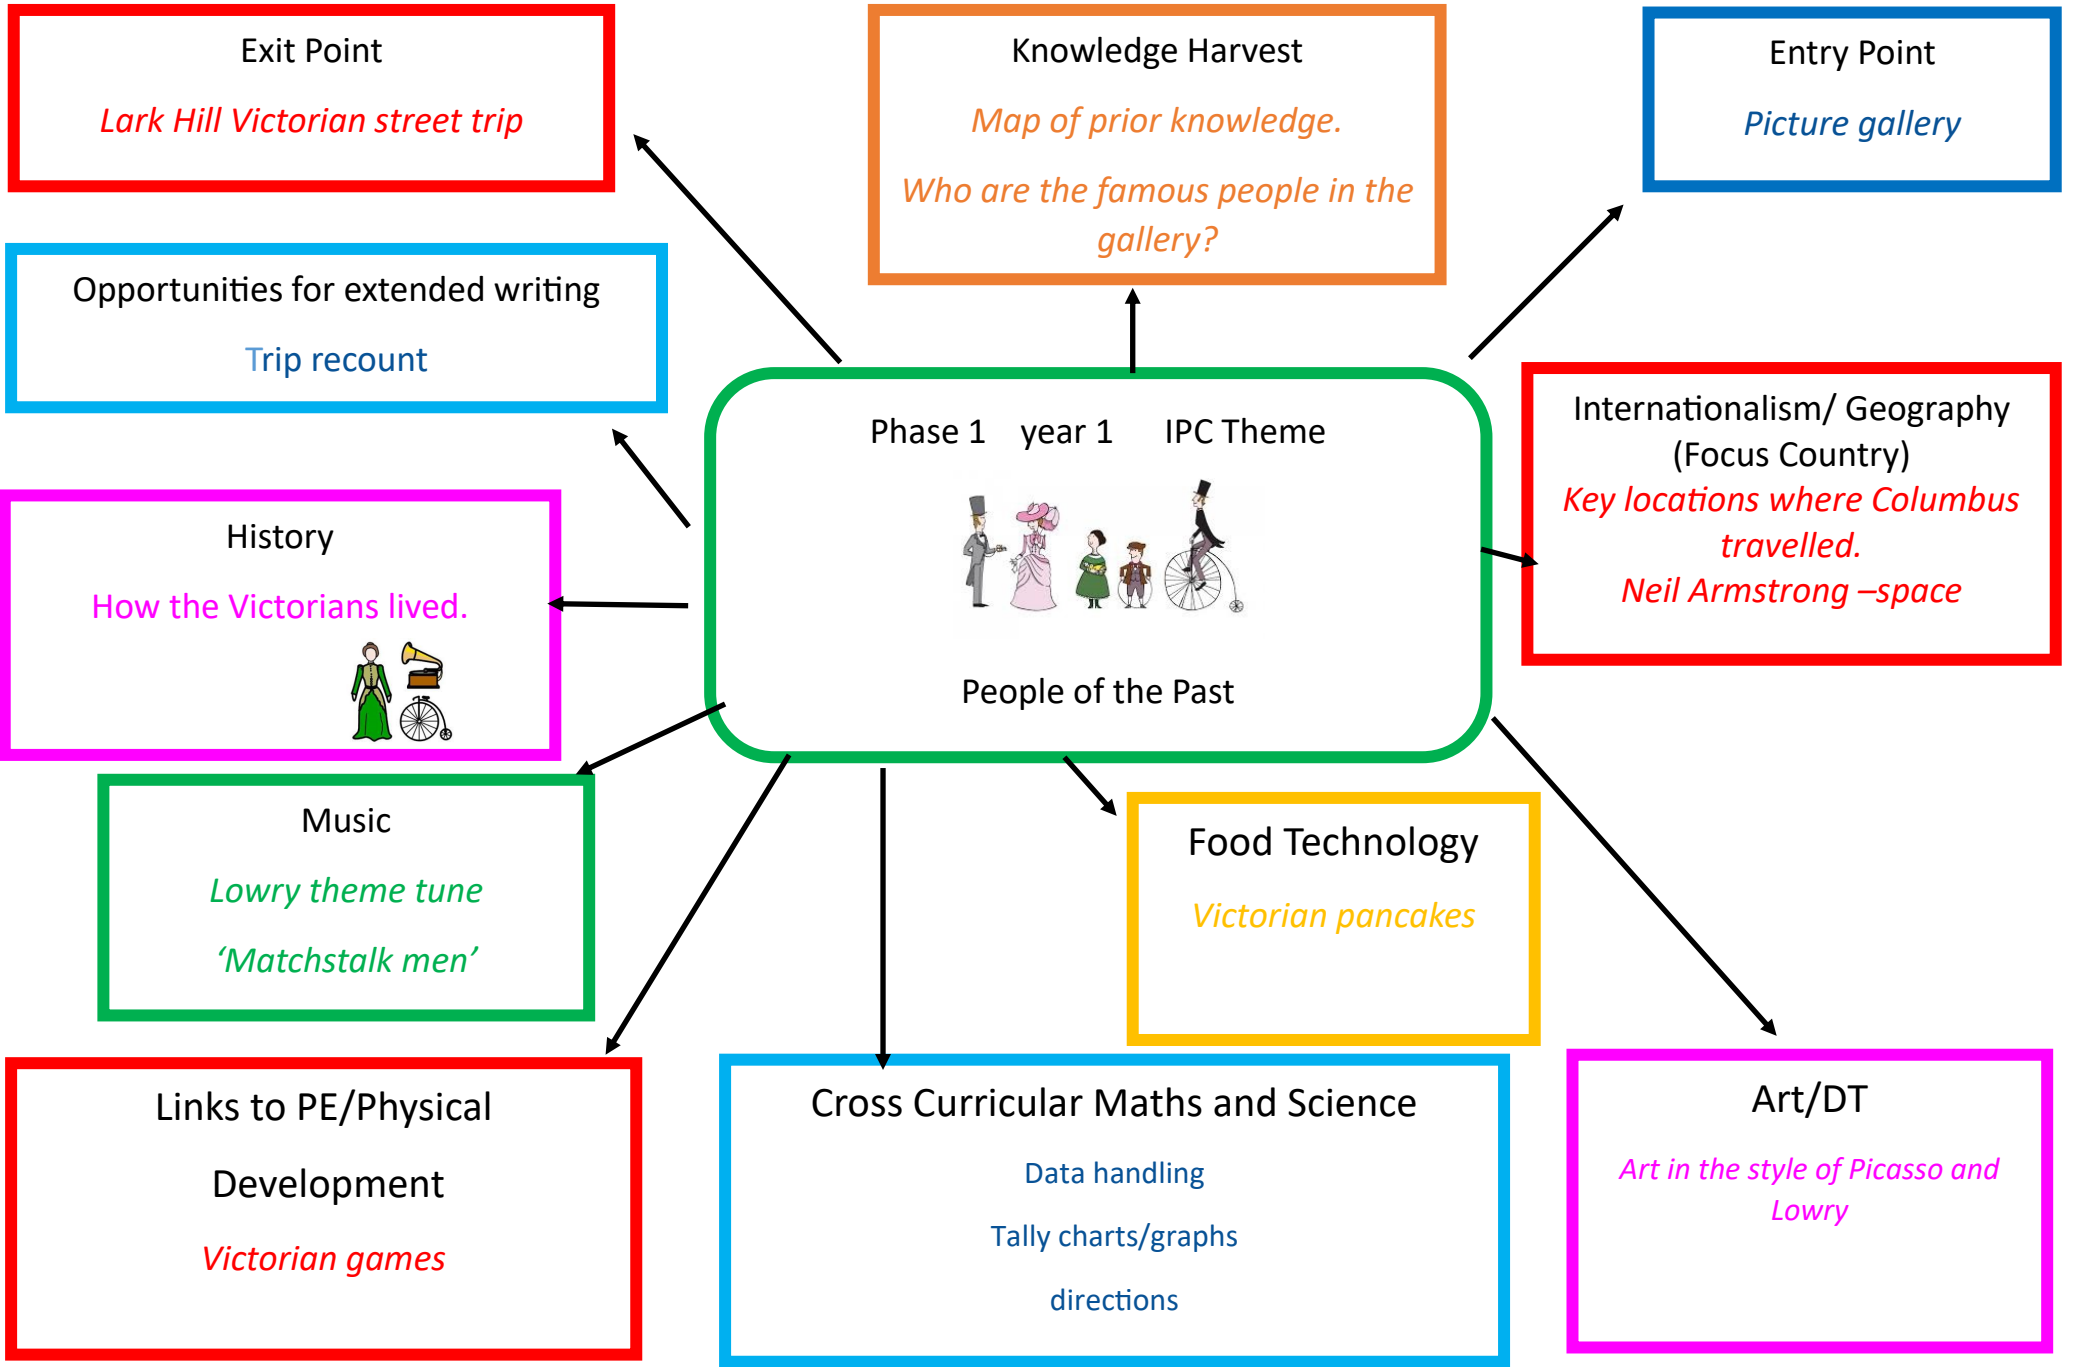 Exit Point
Lark Hill Victorian street trip
Knowledge Harvest
Map of prior knowledge.
Who are the famous people in the
gallery?
Entry Point
Picture gallery
Opportunities for extended writing
Trip recount
Phase 1 year 1 IPC Theme
People of the Past
Internationalism/ Geography
(Focus Country)
Key locations where Columbus
travelled.
Neil Armstrong –space
History
How the Victorians lived.
Music
Lowry theme tune
‘Matchstalk men’
Food Technology
Victorian pancakes
Links to PE/Physical
Development
Victorian games
Cross Curricular Maths and Science
Data handling
Tally charts/graphs
directions
Art/DT
Art in the style of Picasso and
Lowry